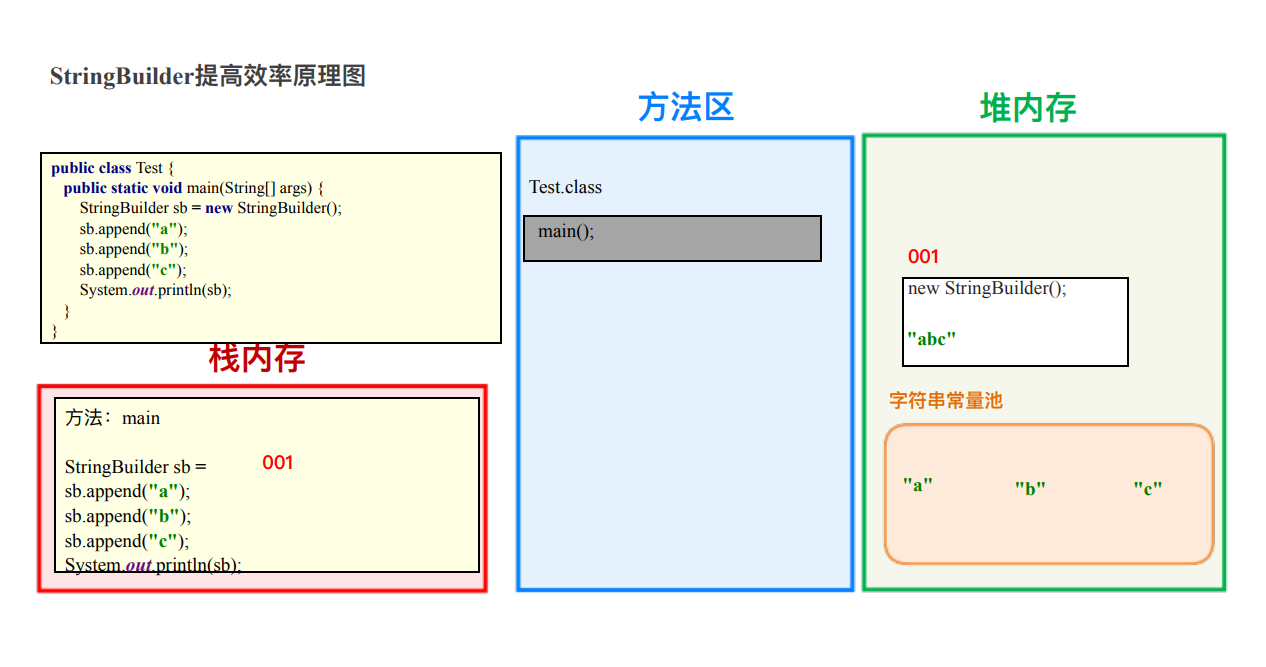 StringBuilder提高效率原理图
public class Test {
public static void main(String[] args) {
StringBuilder sb = new StringBuilder();
sb.append("a");
sb.append("b");
sb.append("c");
System.out.println(sb);
}
}
栈内存
方法：main
StringBuilder sb = 001
sb.append("a");
sb.append("b");
sb.append("c");
System.out.println(sb);
方法区
Test.class
main();
堆内存
001
new StringBuilder();
"abc"
字符串常量池
"a" "b" "c"